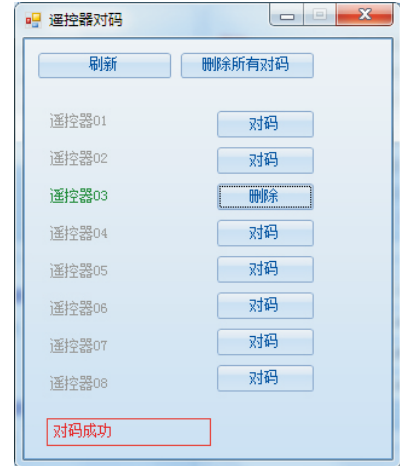 遥控器对码
刷新 删除所有对码
遥控器01 对码
遥控器02 对码
遥控器03 删除
遥控器04 对码
遥控器05 对码
遥控器06 对码
遥控器07 对码
遥控器08 对码
对码成功